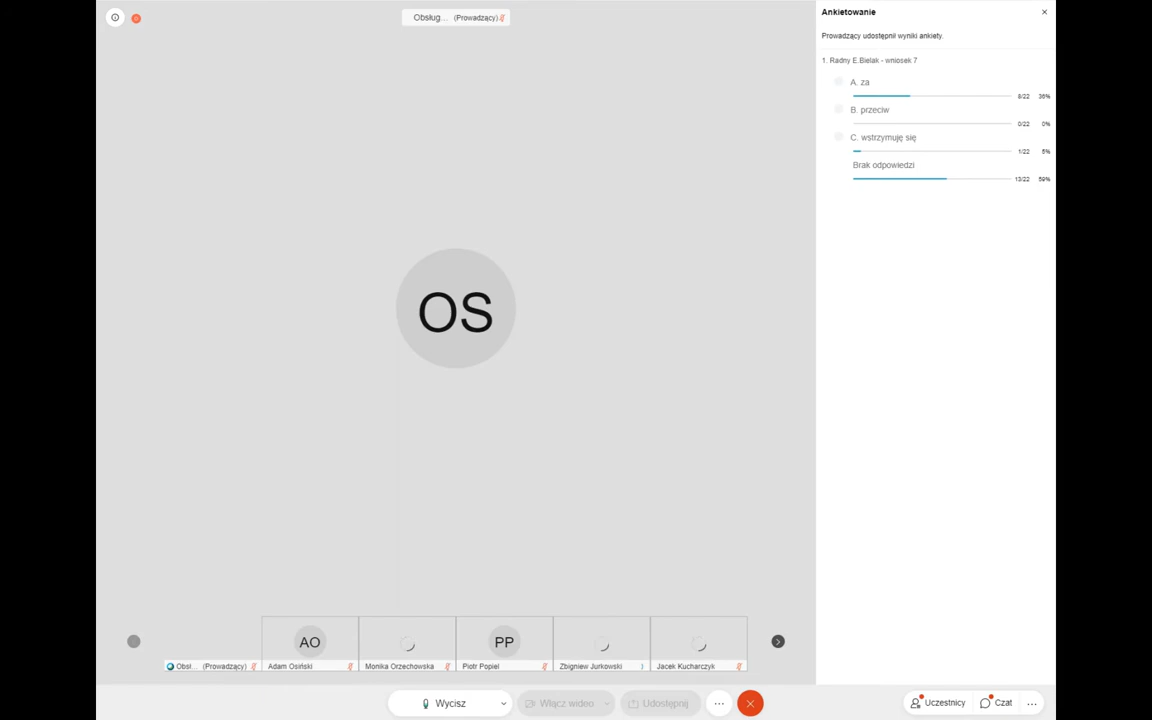 Obsług... (Prowadzący)
Ankietowanie
Prowadzący udostępnił wyniki ankiety.
1. Radny E.Bielak - wniosek 7
A. za
8/22 36%
B. przeciw
0/22 0%
C. wstrzymuję się
1/22 5%
Brak odpowiedzi
13/22 59%
OS
AO
PP
Obsł... (Prowadzący)
Adam Osiński
Monika Orzechowska
Piotr Popiel
Zbigniew Jurkowski
Jacek Kucharczyk
Wycisz
Włącz wideo
Udostępnij
Uczestnicy
Czat